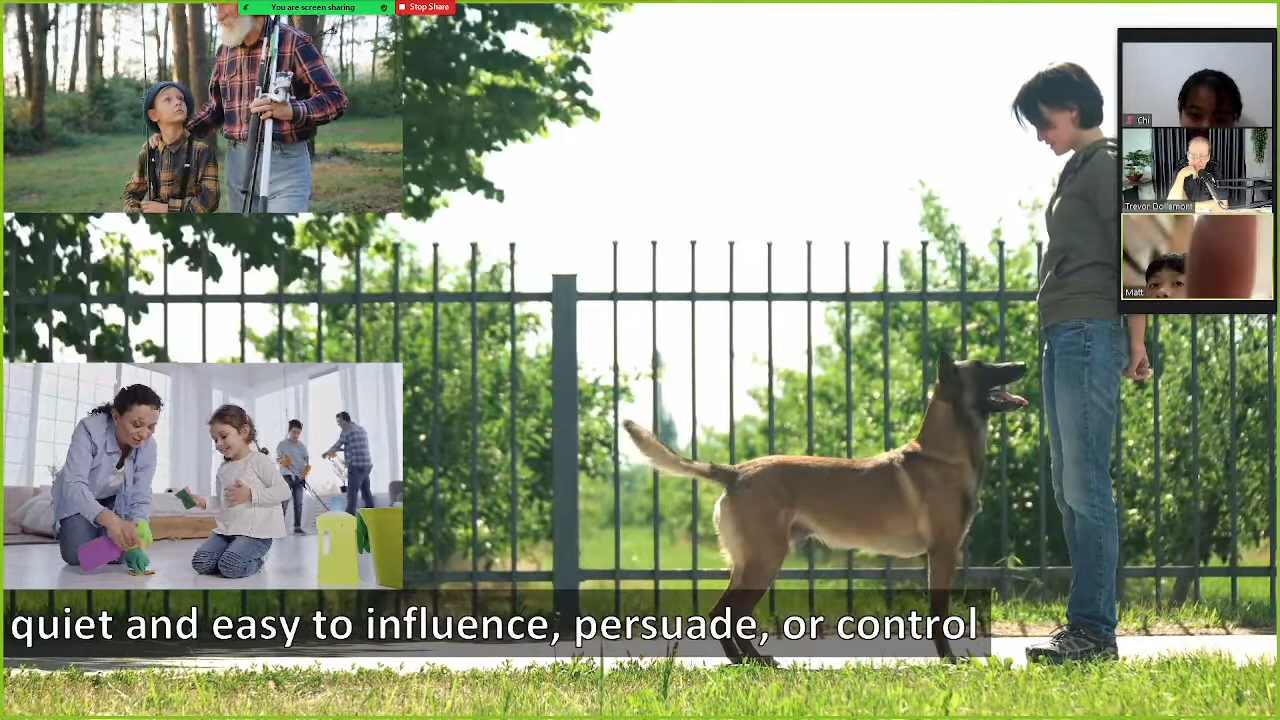 You are screen sharing
Stop Share
Chi
Trevor Dollemont
Matt
quiet and easy to influence, persuade, or control